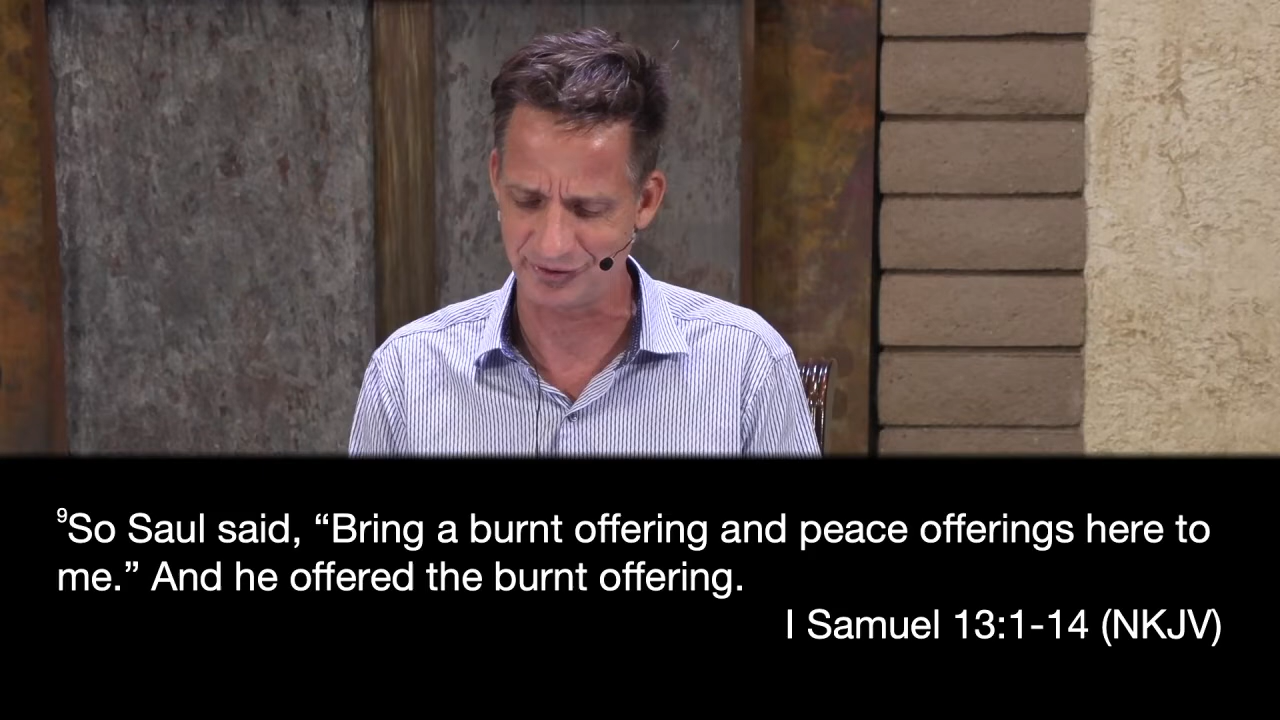 ⁹So Saul said, “Bring a burnt offering and peace offerings here to
me.” And he offered the burnt offering.
I Samuel 13:1-14 (NKJV)